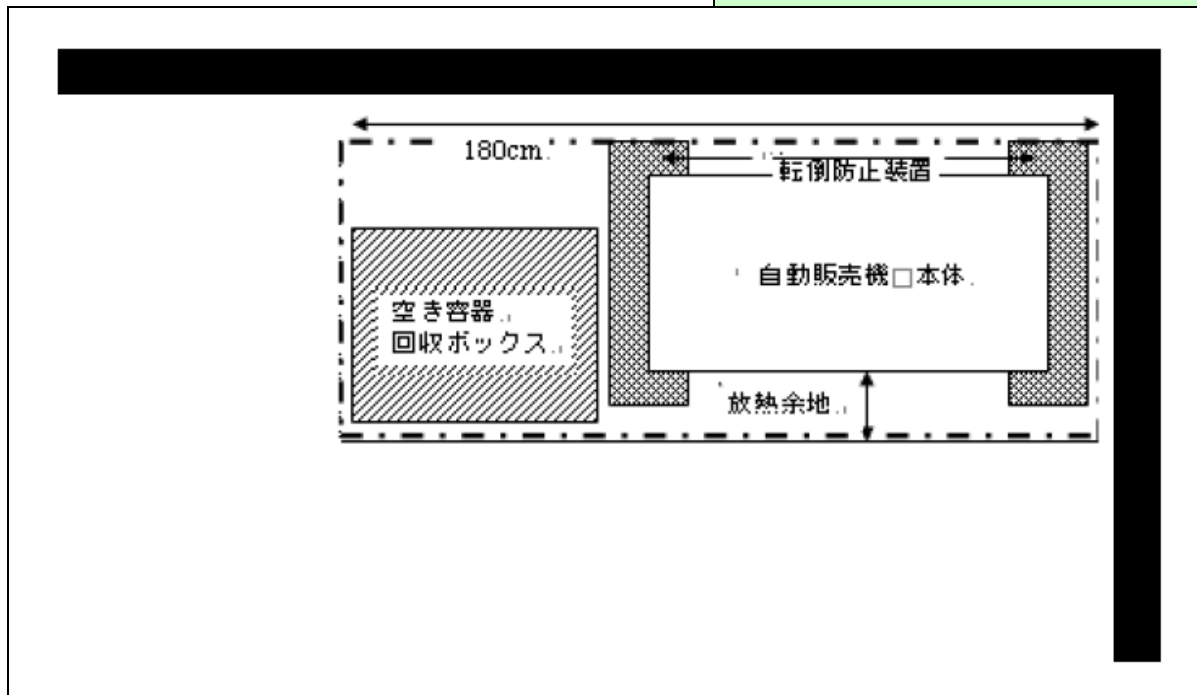 180cm
転倒防止装置
自動販売機□本体
空き容器
回収ボックス
放熱余地